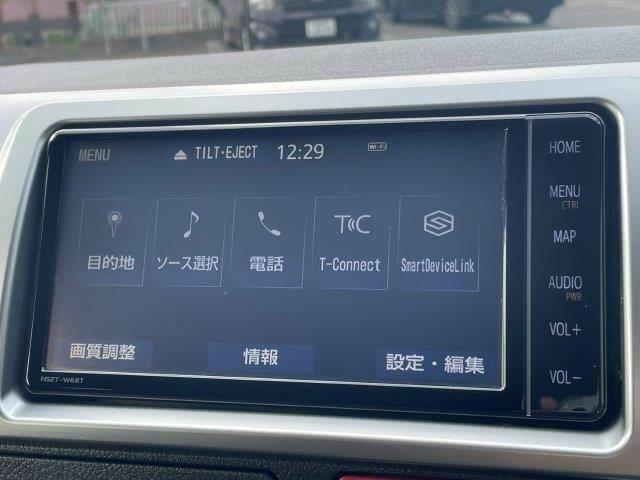 MENU
TILT·EJECT
12:29
Wi-Fi
目的地
ソース選択
電話
T-Connect
SmartDeviceLink
画質調整
情報
設定・編集
NSZT-W68T
HOME
MENU
CTRL
MAP
AUDIO
PWR
VOL+
VOL−